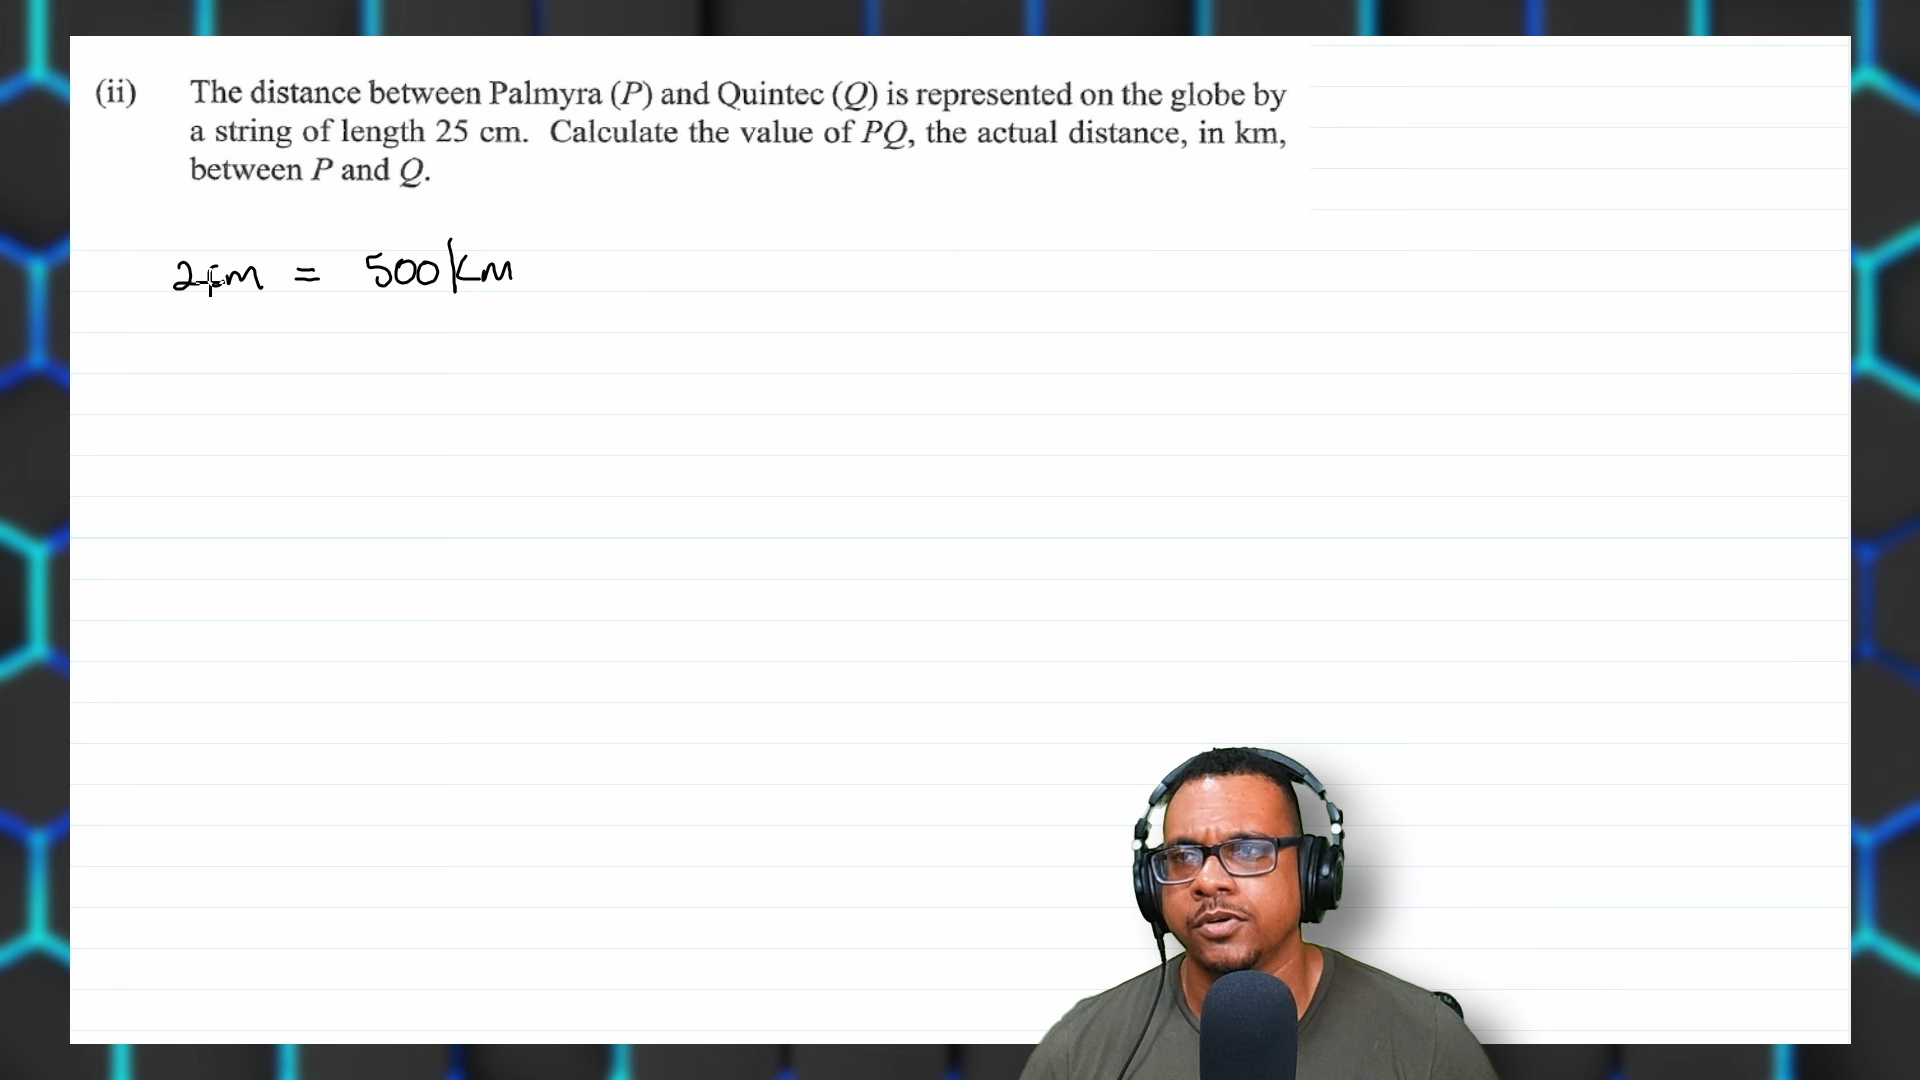 (ii) The distance between Palmyra (P) and Quintec (Q) is represented on the globe by
a string of length 25 cm. Calculate the value of PQ, the actual distance, in km,
between P and Q.
2cm = 500km